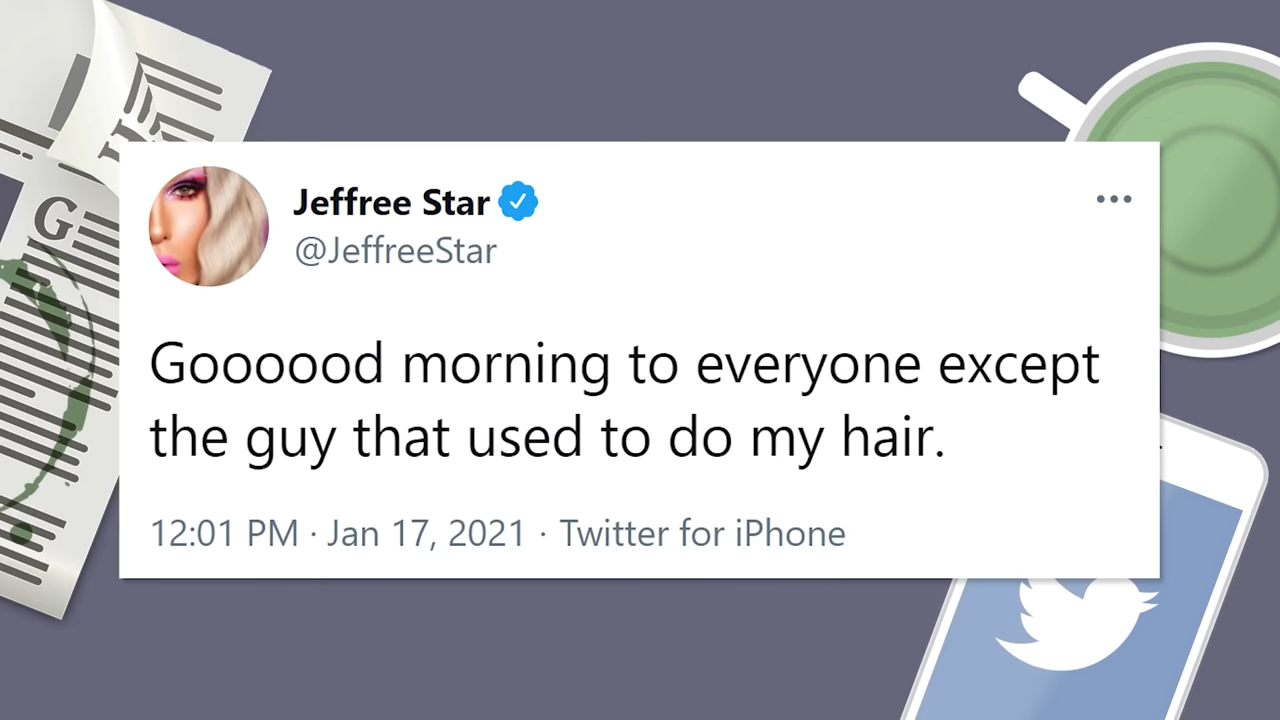 G
Jeffree Star
@JeffreeStar
Goooood morning to everyone except
the guy that used to do my hair.
12:01 PM · Jan 17, 2021 · Twitter for iPhone